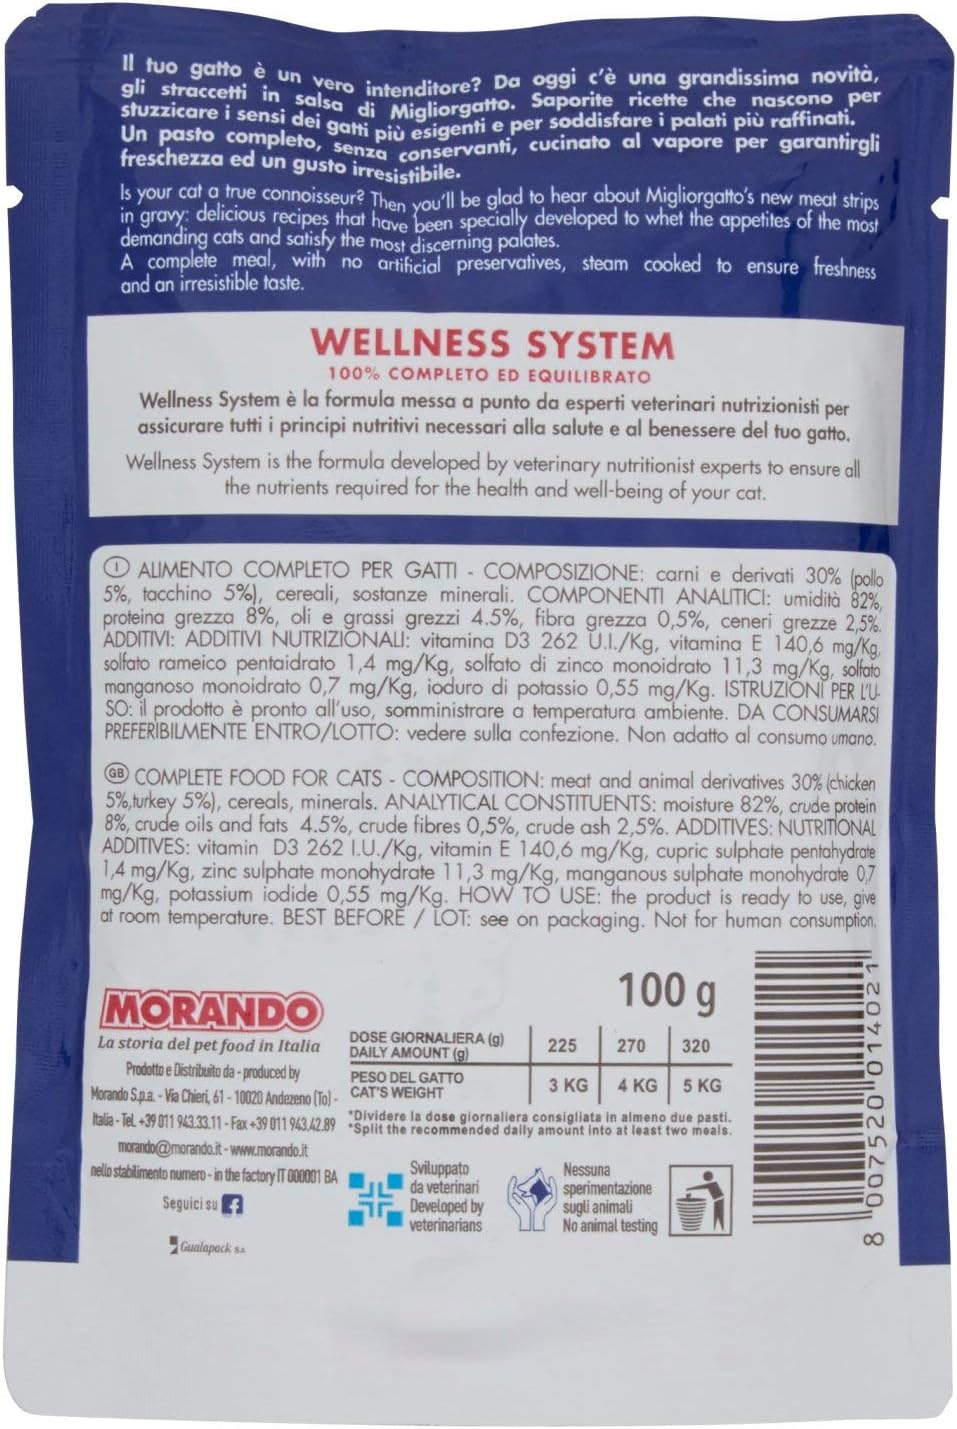 Il tuo gatto è un vero intenditore? Da oggi c'è una grandissima novità,
gli straccetti in salsa di Migliorgatto. Saporite ricette che nascono per
stuzzicare i sensi dei gatti più esigenti e per soddisfare i palati più raffinati.
Un pasto completo, senza conservanti, cucinato al vapore per garantirgli
freschezza ed un gusto irresistibile.
Is your cat a true connoisseur? Then you'll be glad to hear about Migliorgatto's new meat strips
in gravy: delicious recipes that have been specially developed to whet the appetites of the most
demanding cats and satisfy the most discerning palates.
A complete meal, with no artificial preservatives, steam cooked to ensure freshness
and an irresistible taste.
WELLNESS SYSTEM
100% COMPLETO ED EQUILIBRATO
Wellness System è la formula messa a punto da esperti veterinari nutrizionisti per
assicurare tutti i principi nutritivi necessari alla salute e al benessere del tuo gatto.
Wellness System is the formula developed by veterinary nutritionist experts to ensure all
the nutrients required for the health and well-being of your cat.
I ALIMENTO COMPLETO PER GATTI - COMPOSIZIONE: carni e derivati 30% (pollo
5%, tacchino 5%), cereali, sostanze minerali. COMPONENTI ANALITICI: umidità 82%,
proteina grezza 8%, oli e grassi grezzi 4.5%, fibra grezza 0,5%, ceneri grezze 2,5%.
ADDITIVI: ADDITIVI NUTRIZIONALI: vitamina D3 262 U.I./Kg, vitamina E 140,6 mg/Kg,
solfato rameico pentaidrato 1,4 mg/Kg, solfato di zinco monoidrato 11,3 mg/Kg, solfato
manganoso monoidrato 0,7 mg/Kg, ioduro di potassio 0,55 mg/Kg. ISTRUZIONI PER L'U-
SO: il prodotto è pronto all'uso, somministrare a temperatura ambiente. DA CONSUMARSI
PREFERIBILMENTE ENTRO/LOTTO: vedere sulla confezione. Non adatto al consumo umano.
GB COMPLETE FOOD FOR CATS - COMPOSITION: meat and animal derivatives 30% (chicken
5%,turkey 5%), cereals, minerals. ANALYTICAL CONSTITUENTS: moisture 82%, crude protein
8%, crude oils and fats 4.5%, crude fibres 0,5%, crude ash 2,5%. ADDITIVES: NUTRITIONAL
ADDITIVES: vitamin D3 262 I.U./Kg, vitamin E 140,6 mg/Kg, cupric sulphate pentahydrate
1,4 mg/Kg, zinc sulphate monohydrate 11,3 mg/Kg, manganous sulphate monohydrate 0,7
mg/Kg, potassium iodide 0,55 mg/Kg. HOW TO USE: the product is ready to use, give
at room temperature. BEST BEFORE / LOT: see on packaging. Not for human consumption.
MORANDO
La storia del pet food in Italia
Prodotto e Distribuito da - produced by
Morando S.p.a. - Via Chieri, 61 - 10020 Andezeno (To) -
Italia - Tel. +39 011 943.33.11 - Fax +39 011 943.42.89
morando@morando.it - www.morando.it
nello stabilimento numero - in the factory IT 000001 BA
Seguici su f
Gualapack SA
100 g
DOSE GIORNALIERA (g)
DAILY AMOUNT (g)
225 270 320
PESO DEL GATTO
CAT'S WEIGHT
3 KG 4 KG 5 KG
*Dividere la dose giornaliera consigliata in almeno due pasti.
*Split the recommended daily amount into at least two meals.
Sviluppato
da veterinari
Developed by
veterinarians
Nessuna
sperimentazione
sugli animali
No animal testing
8 007520 014021